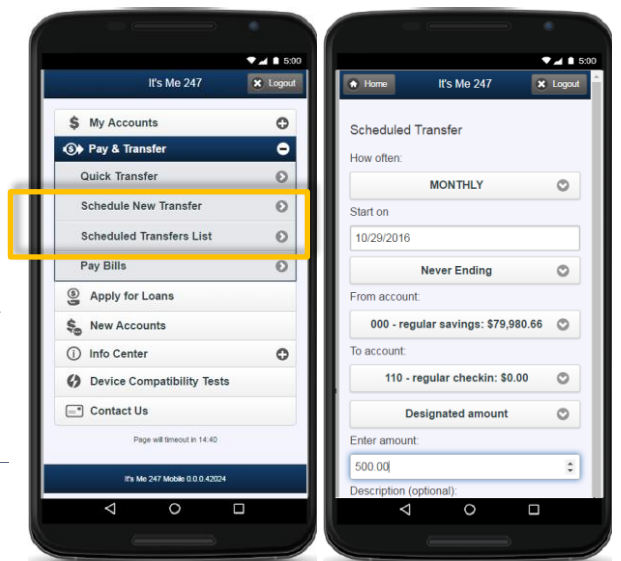 5:00
It's Me 247
Logout
My Accounts
Pay & Transfer
Quick Transfer
Schedule New Transfer
Scheduled Transfers List
Pay Bills
Apply for Loans
New Accounts
Info Center
Device Compatibility Tests
Contact Us
Page will timeout in 14:40
It's Me 247 Mobile 0.0.0.42024
5:00
Home It's Me 247 Logout
Scheduled Transfer
How often:
MONTHLY
Start on
10/29/2016
Never Ending
From account:
000 - regular savings: $79,980.66
To account:
110 - regular checkin: $0.00
Designated amount
Enter amount:
500.00
Description (optional):